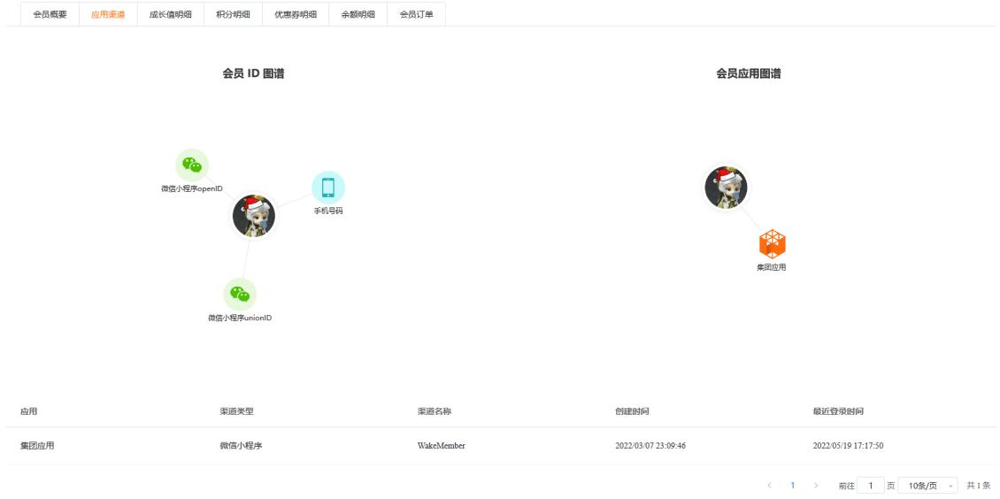 会员概要 应用渠道 成长值明细 积分明细 优惠券明细 余额明细 会员订单
会员 ID 图谱 会员应用图谱
微信小程序openID
手机号码
微信小程序unionID
集团应用
应用 渠道类型 渠道名称 创建时间 最近登录时间
集团应用 微信小程序 WakeMember 2022/03/07 23:09:46 2022/05/19 17:17:50
< 1 > 前往 1 页 10条/页 共 1 条